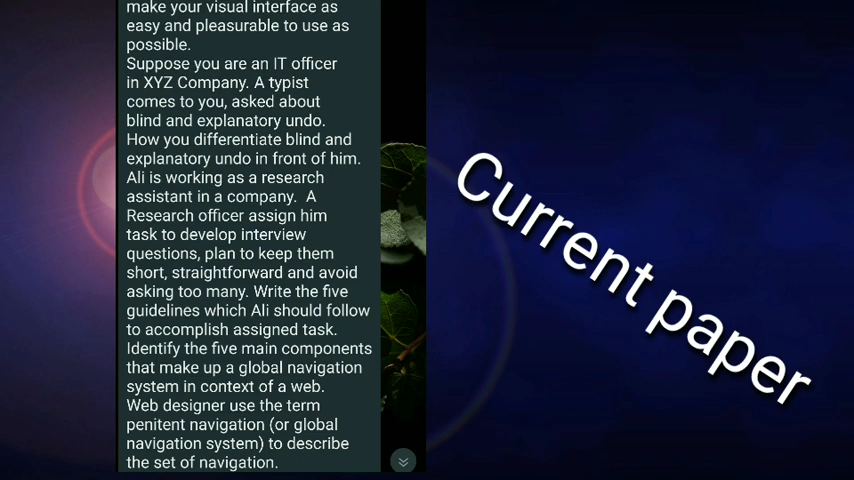 make your visual interface as
easy and pleasurable to use as
possible.
Suppose you are an IT officer
in XYZ Company. A typist
comes to you, asked about
blind and explanatory undo.
How you differentiate blind and
explanatory undo in front of him.
Ali is working as a research
assistant in a company.  A
Research officer assign him
task to develop interview
questions, plan to keep them
short, straightforward and avoid
asking too many. Write the five
guidelines which Ali should follow
to accomplish assigned task.
Identify the five main components
that make up a global navigation
system in context of a web.
Web designer use the term
penitent navigation (or global
navigation system) to describe
the set of navigation.
Current paper